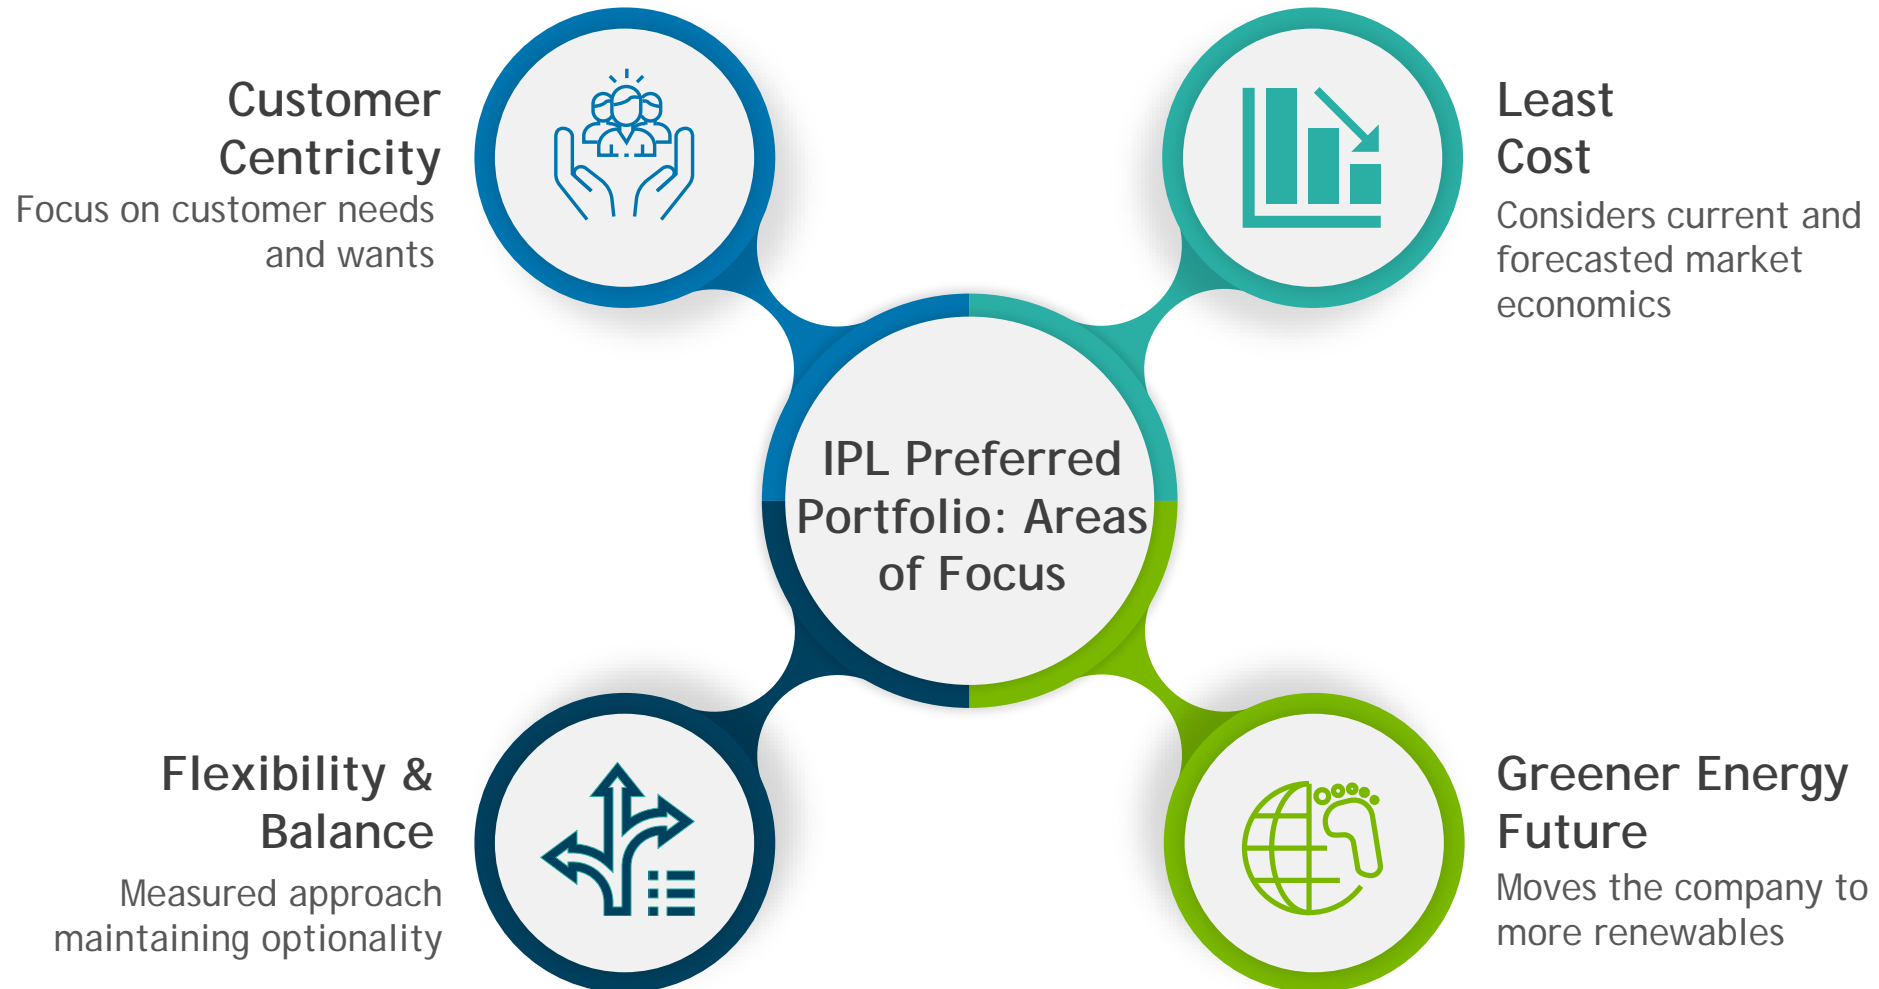 Customer
Centricity
Focus on customer needs
and wants
Least
Cost
Considers current and
forecasted market
economics
IPL Preferred
Portfolio: Areas
of Focus
Flexibility &
Balance
Measured approach
maintaining optionality
Greener Energy
Future
Moves the company to
more renewables